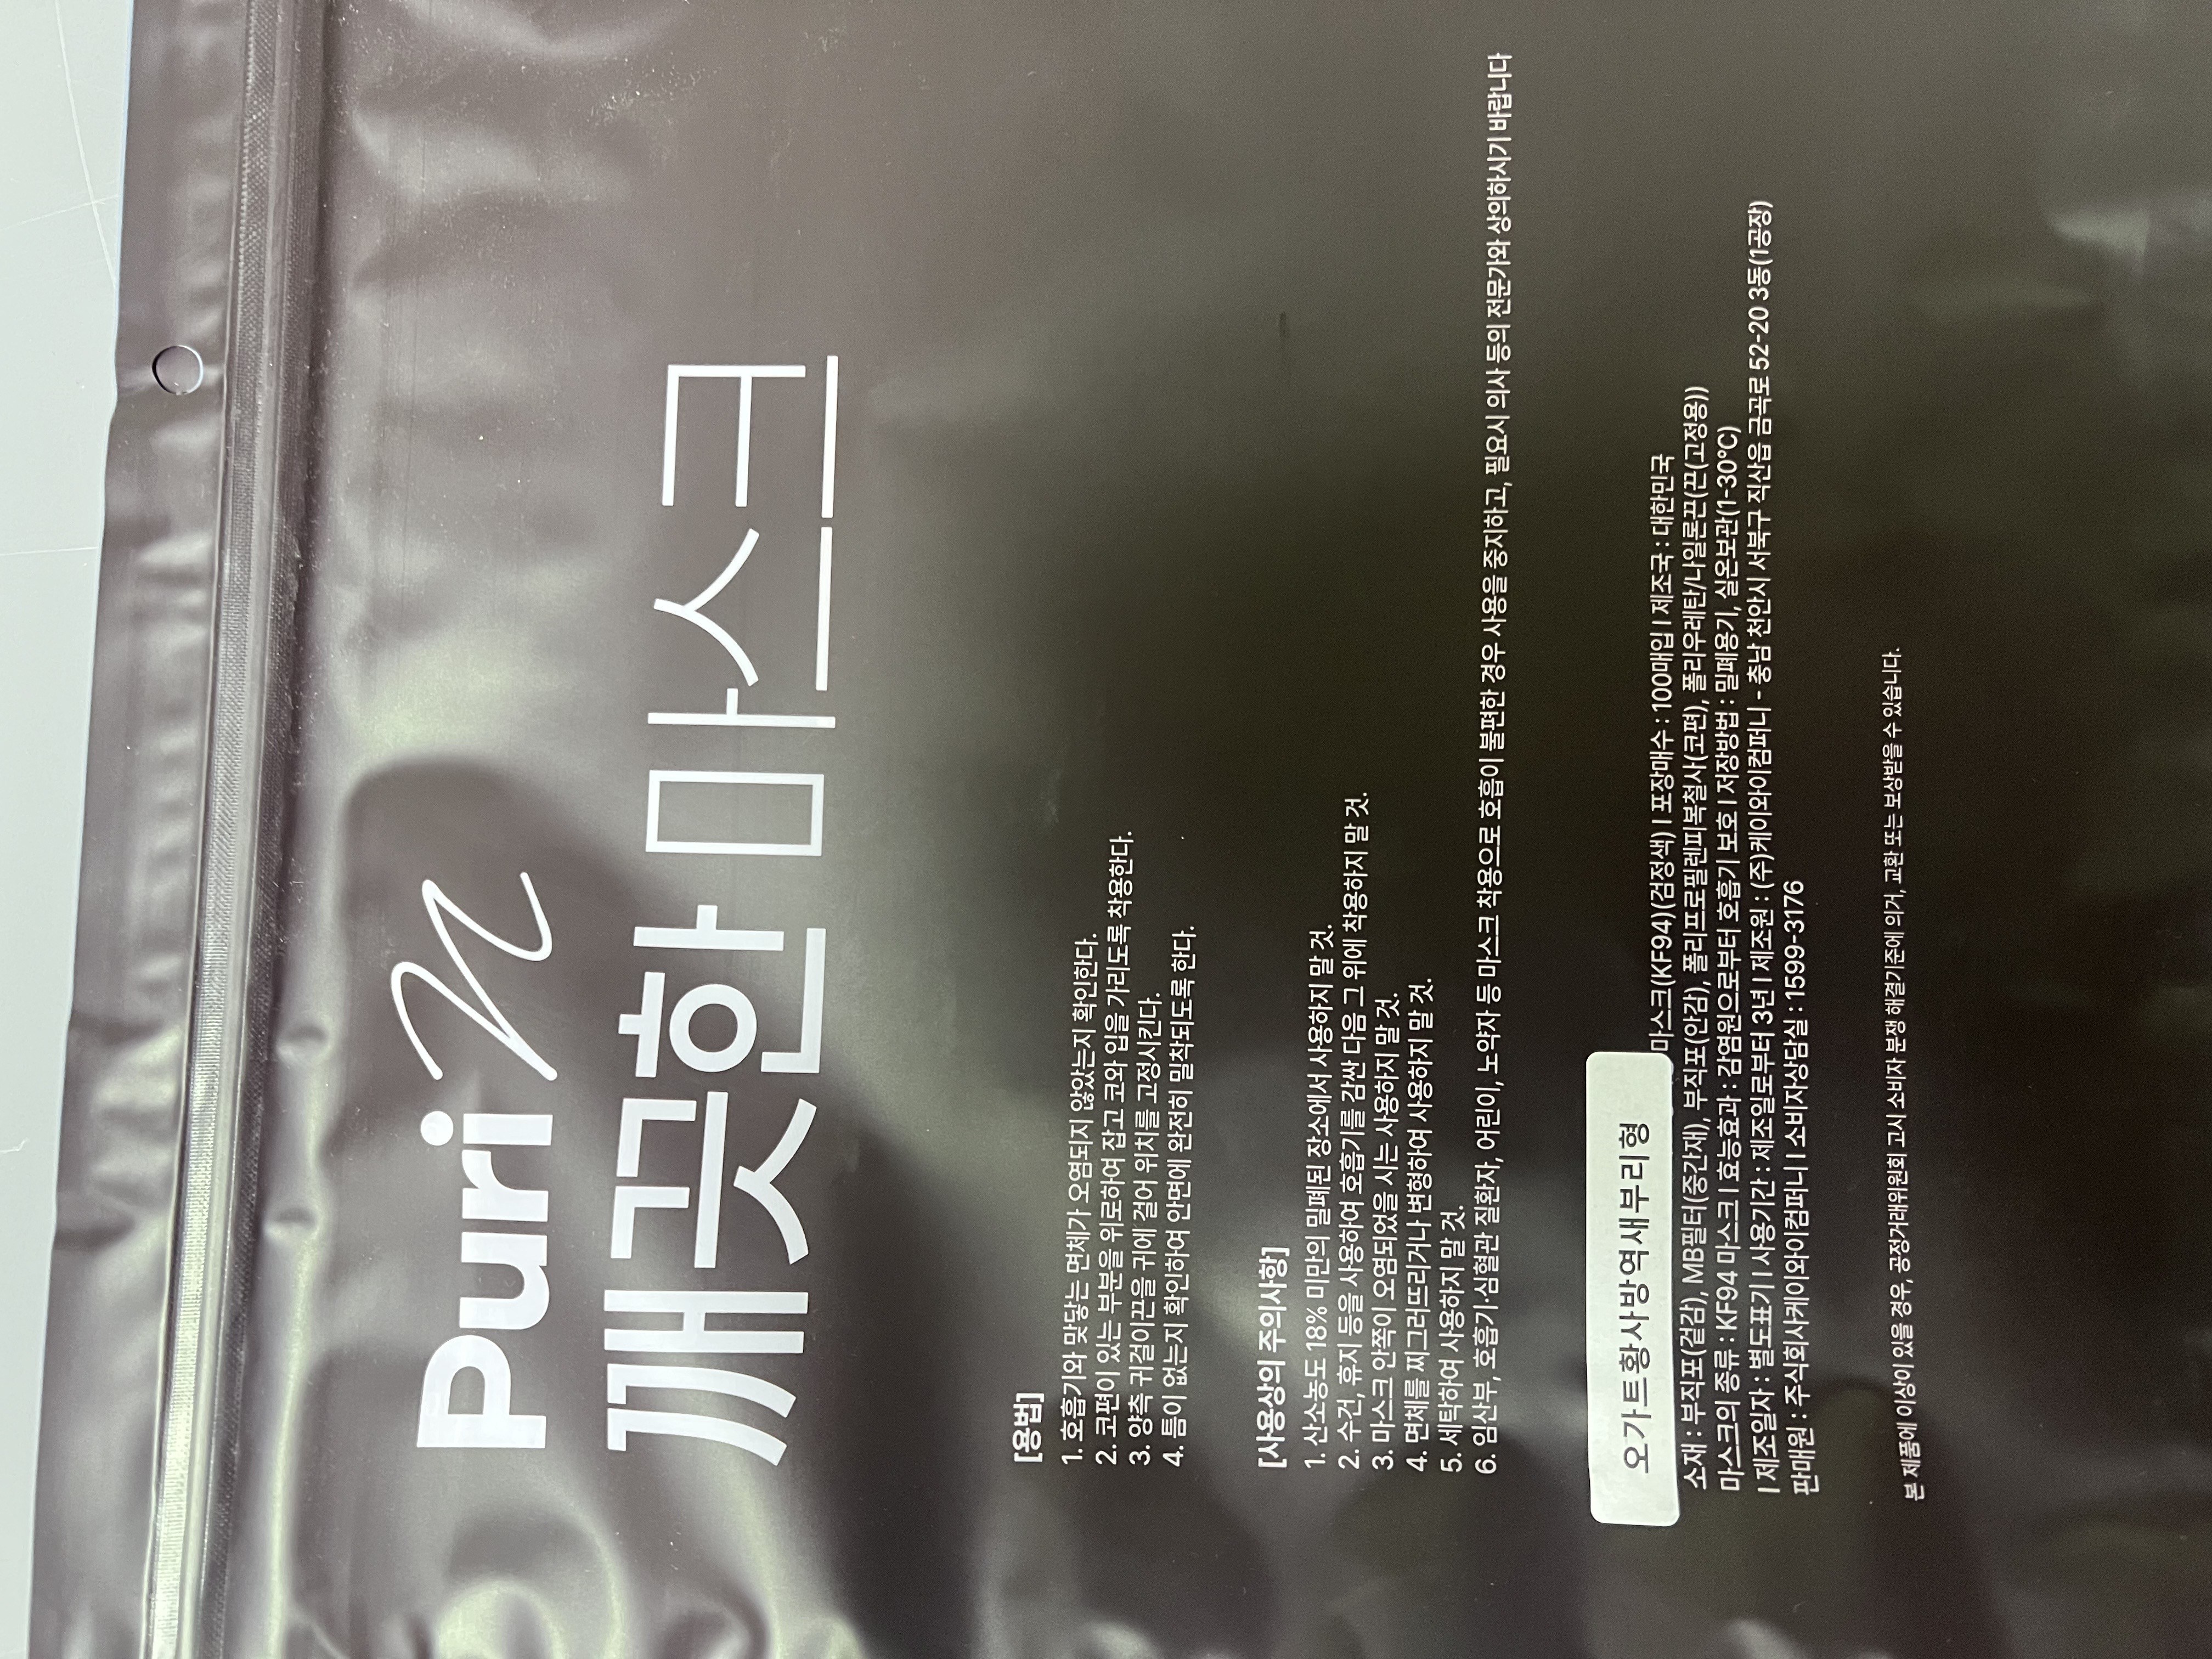 Puri n
깨끗한 마스크
[용법]
1. 호흡기와 맞닿는 면체가 오염되지 않았는지 확인한다.
2. 코편이 있는 부분을 위로하여 잡고 코와 입을 가리도록 착용한다.
3. 양측 귀걸이끈을 귀에 걸어 위치를 고정시킨다.
4. 틈이 없는지 확인하여 안면에 완전히 밀착되도록 한다.
[사용상의 주의사항]
1. 산소농도 18% 미만의 밀폐된 장소에서 사용하지 말 것.
2. 수건, 휴지 등을 사용하여 호흡기를 감싼 다음 그 위에 착용하지 말 것.
3. 마스크 안쪽이 오염되었을 시는 사용하지 말 것.
4. 면체를 찌그러뜨리거나 변형하여 사용하지 말 것.
5. 세탁하여 사용하지 말 것.
6. 임산부, 호흡기·심혈관 질환자, 어린이, 노약자 등 마스크 착용으로 호흡이 불편한 경우 사용을 중지하고, 필요시 의사 등의 전문가와 상의하시기 바랍니다
오가트황사방역새부리형
마스크(KF94)(검정색) I 포장매수 : 100매입 I 제조국 : 대한민국
소재 : 부직포(겉감), MB필터(중간재), 부직포(안감), 폴리프로필렌피복철사(코편), 폴리우레탄/나일론끈(끈(고정용))
마스크의 종류 : KF94 마스크 I 효능효과 : 감염원으로부터 호흡기 보호 I 저장방법 : 밀폐용기, 실온보관(1-30℃)
I 제조일자 : 별도표기 I 사용기간 : 제조일로부터 3년 I 제조원 : (주)케이와이컴퍼니 - 충남 천안시 서북구 직산읍 금곡로 52-20 3동(1공장)
판매원 : 주식회사케이와이컴퍼니 I 소비자상담실 : 1599-3176
본 제품에 이상이 있을 경우, 공정거래위원회 고시 소비자 분쟁 해결기준에 의거, 교환 또는 보상받을 수 있습니다.